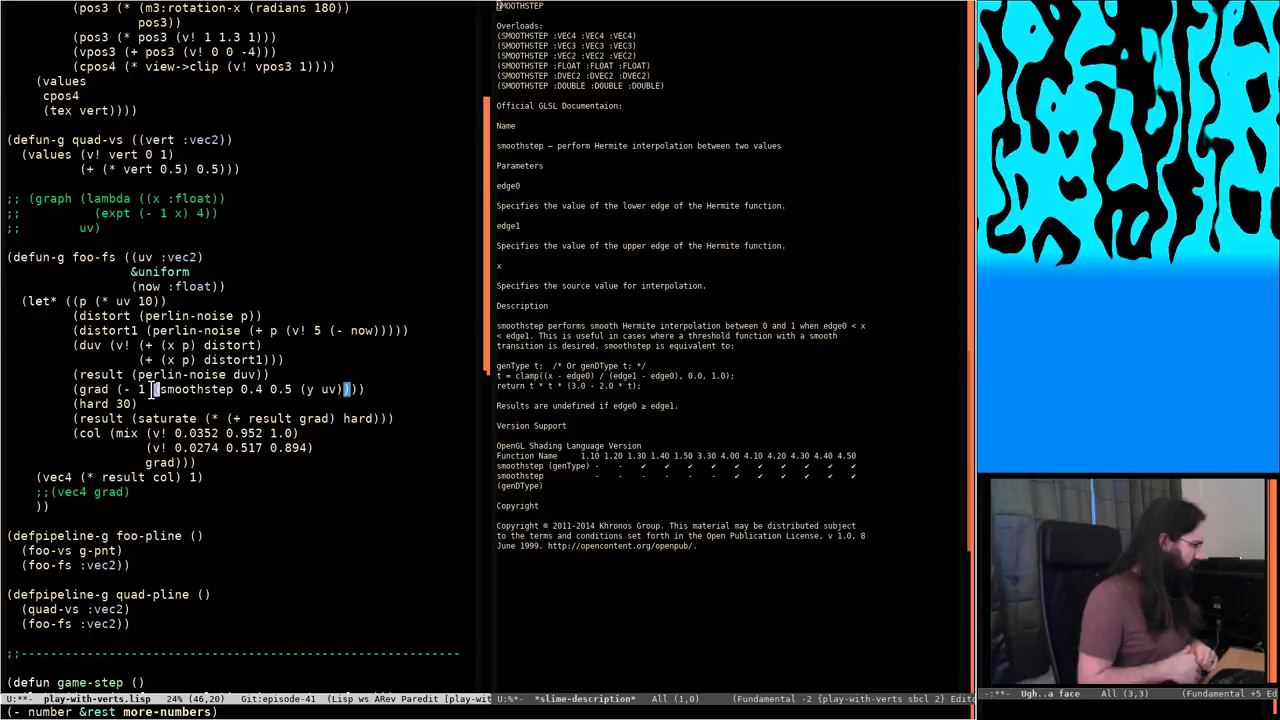 (pos3 (* (m3:rotation-x (radians 180))
pos3))
(pos3 (* pos3 (v! 1 1.3 1)))
(vpos3 (+ pos3 (v! 0 0 -4)))
(cpos4 (* view->clip (v! vpos3 1))))
(values
cpos4
(tex vert))))
(defun-g quad-vs ((vert :vec2))
(values (v! vert 0 1)
(+ (* vert 0.5) 0.5)))
;; (graph (lambda ((x :float))
;;          (expt (- 1 x) 4))
;;        uv)
(defun-g foo-fs ((uv :vec2)
&uniform
(now :float))
(let* ((p (* uv 10))
(distort (perlin-noise p))
(distort1 (perlin-noise (+ p (v! 5 (- now)))))
(duv (v! (+ (x p) distort)
(+ (x p) distort1)))
(result (perlin-noise duv))
(grad (- 1 (smoothstep 0.4 0.5 (y uv))))
(hard 30)
(result (saturate (* (+ result grad) hard)))
(col (mix (v! 0.0352 0.952 1.0)
(v! 0.0274 0.517 0.894)
grad)))
(vec4 (* result col) 1)
;;(vec4 grad)
))
(defpipeline-g foo-pline ()
(foo-vs g-pnt)
(foo-fs :vec2))
(defpipeline-g quad-pline ()
(quad-vs :vec2)
(foo-fs :vec2))
;;------------------------------------------------------------
(defun game-step ()
U:**-  play-with-verts.lisp   24% (46,20)    Git:episode-41  (Lisp vs ARev Paredit [play-wit
(- number &rest more-numbers)
SMOOTHSTEP
Overloads:
(SMOOTHSTEP :VEC4 :VEC4 :VEC4)
(SMOOTHSTEP :VEC3 :VEC3 :VEC3)
(SMOOTHSTEP :VEC2 :VEC2 :VEC2)
(SMOOTHSTEP :FLOAT :FLOAT :FLOAT)
(SMOOTHSTEP :DVEC2 :DVEC2 :DVEC2)
(SMOOTHSTEP :DOUBLE :DOUBLE :DOUBLE)
Official GLSL Documentaion:
Name
smoothstep — perform Hermite interpolation between two values
Parameters
edge0
Specifies the value of the lower edge of the Hermite function.
edge1
Specifies the value of the upper edge of the Hermite function.
x
Specifies the source value for interpolation.
Description
smoothstep performs smooth Hermite interpolation between 0 and 1 when edge0 < x
< edge1. This is useful in cases where a threshold function with a smooth
transition is desired. smoothstep is equivalent to:
genType t;  /* Or genDType t; */
t = clamp((x - edge0) / (edge1 - edge0), 0.0, 1.0);
return t * t * (3.0 - 2.0 * t);
Results are undefined if edge0 ≥ edge1.
Version Support
OpenGL Shading Language Version
Function Name    1.10 1.20 1.30 1.40 1.50 3.30 4.00 4.10 4.20 4.30 4.40 4.50
smoothstep (genType) - - ✔ ✔ ✔ ✔ ✔ ✔ ✔ ✔ ✔ ✔
smoothstep - - - - - - ✔ ✔ ✔ ✔ ✔ ✔
(genDType)
Copyright
Copyright © 2011-2014 Khronos Group. This material may be distributed subject
to the terms and conditions set forth in the Open Publication License, v 1.0, 8
June 1999. http://opencontent.org/openpub/.
U:%*-  *slime-description*   All (1,0)     (Fundamental -2 {play-with-verts sbcl 2} Edito
-:**-  Ugh..a face    All (3,3)     (Fundamental +5 Ed